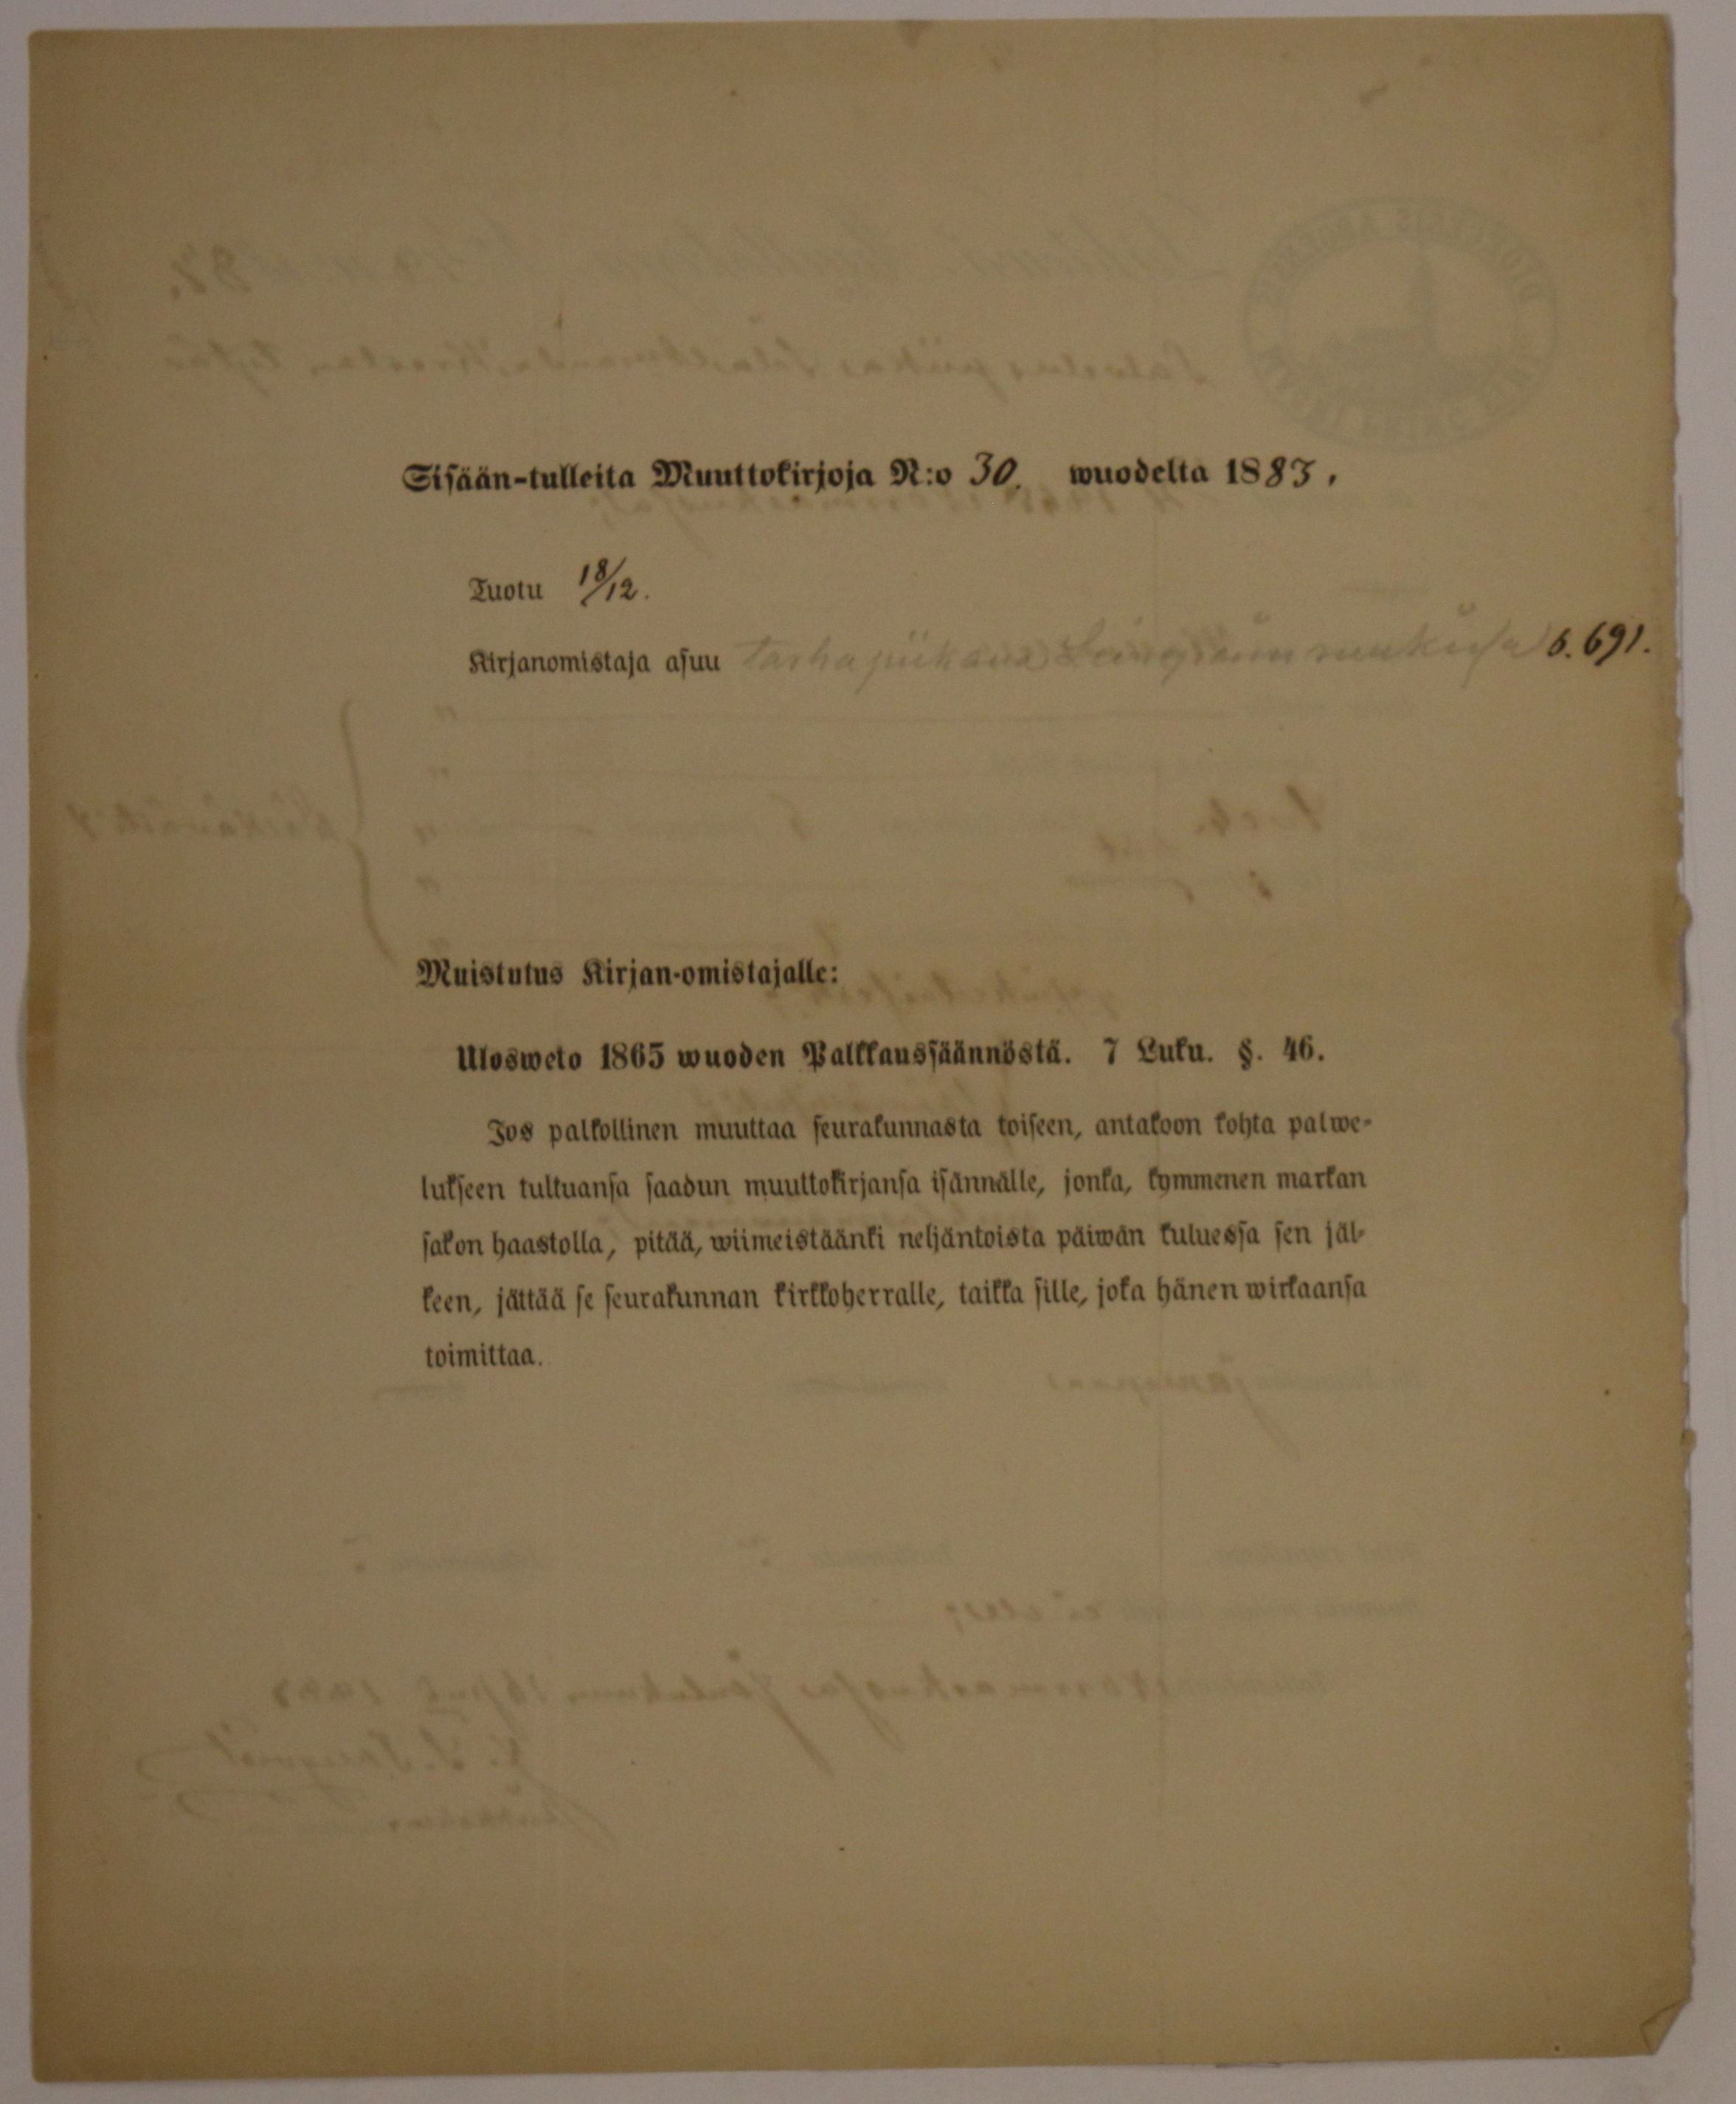 Sisään-tulleita Muuttokirjoja N:o 30. wuodelta 1883.
Tuotu 18/12.
Kirjanomistaja asuu tarha piikana s. 691.
Muistutus Kirjan-omistajalle:
Ulosweto 1865 wuoden Palkkaussäännöstä. 7 Luku. §. 46.
Jos palkollinen muuttaa seurakunnasta toiseen, antakoon kohta palwe-
lukseen tultuansa saadun muuttokirjansa isännälle, jonka, kymmenen markan
sakon haastolla, pitää, wiimeistäänki neljäntoista päiwän kuluessa sen jäl-
keen, jättää se seurakunnan kirkkoherralle, taikka sille, joka hänen wirkaansa
toimittaa.